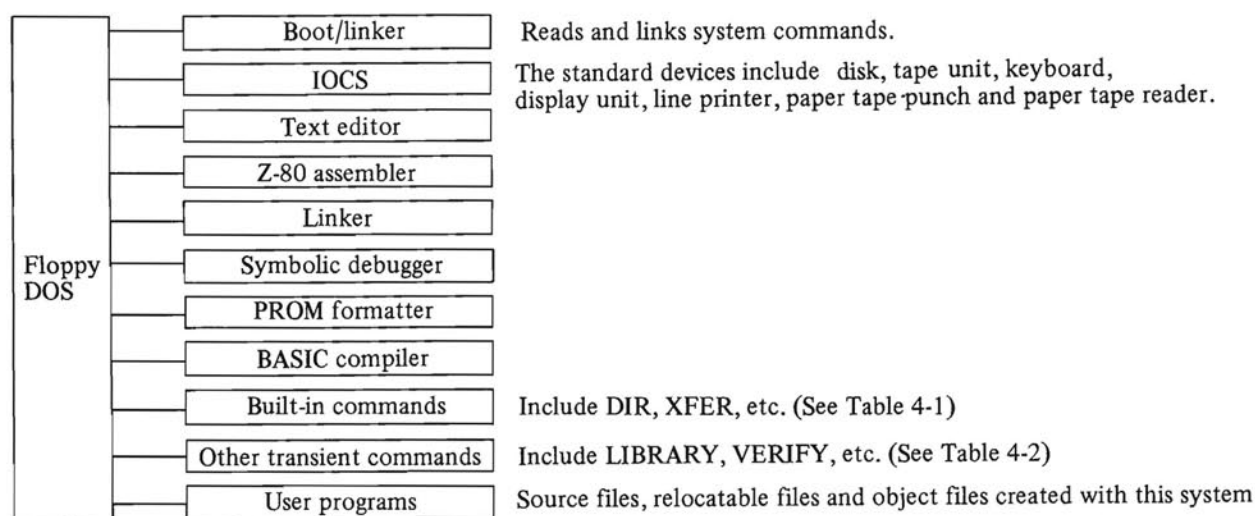 Boot/linker Reads and links system commands.
IOCS The standard devices include disk, tape unit, keyboard,
display unit, line printer, paper tape punch and paper tape reader.
Text editor
Z-80 assembler
Linker
Floppy
DOS
Symbolic debugger
PROM formatter
BASIC compiler
Built-in commands Include DIR, XFER, etc. (See Table 4-1)
Other transient commands Include LIBRARY, VERIFY, etc. (See Table 4-2)
User programs Source files, relocatable files and object files created with this system